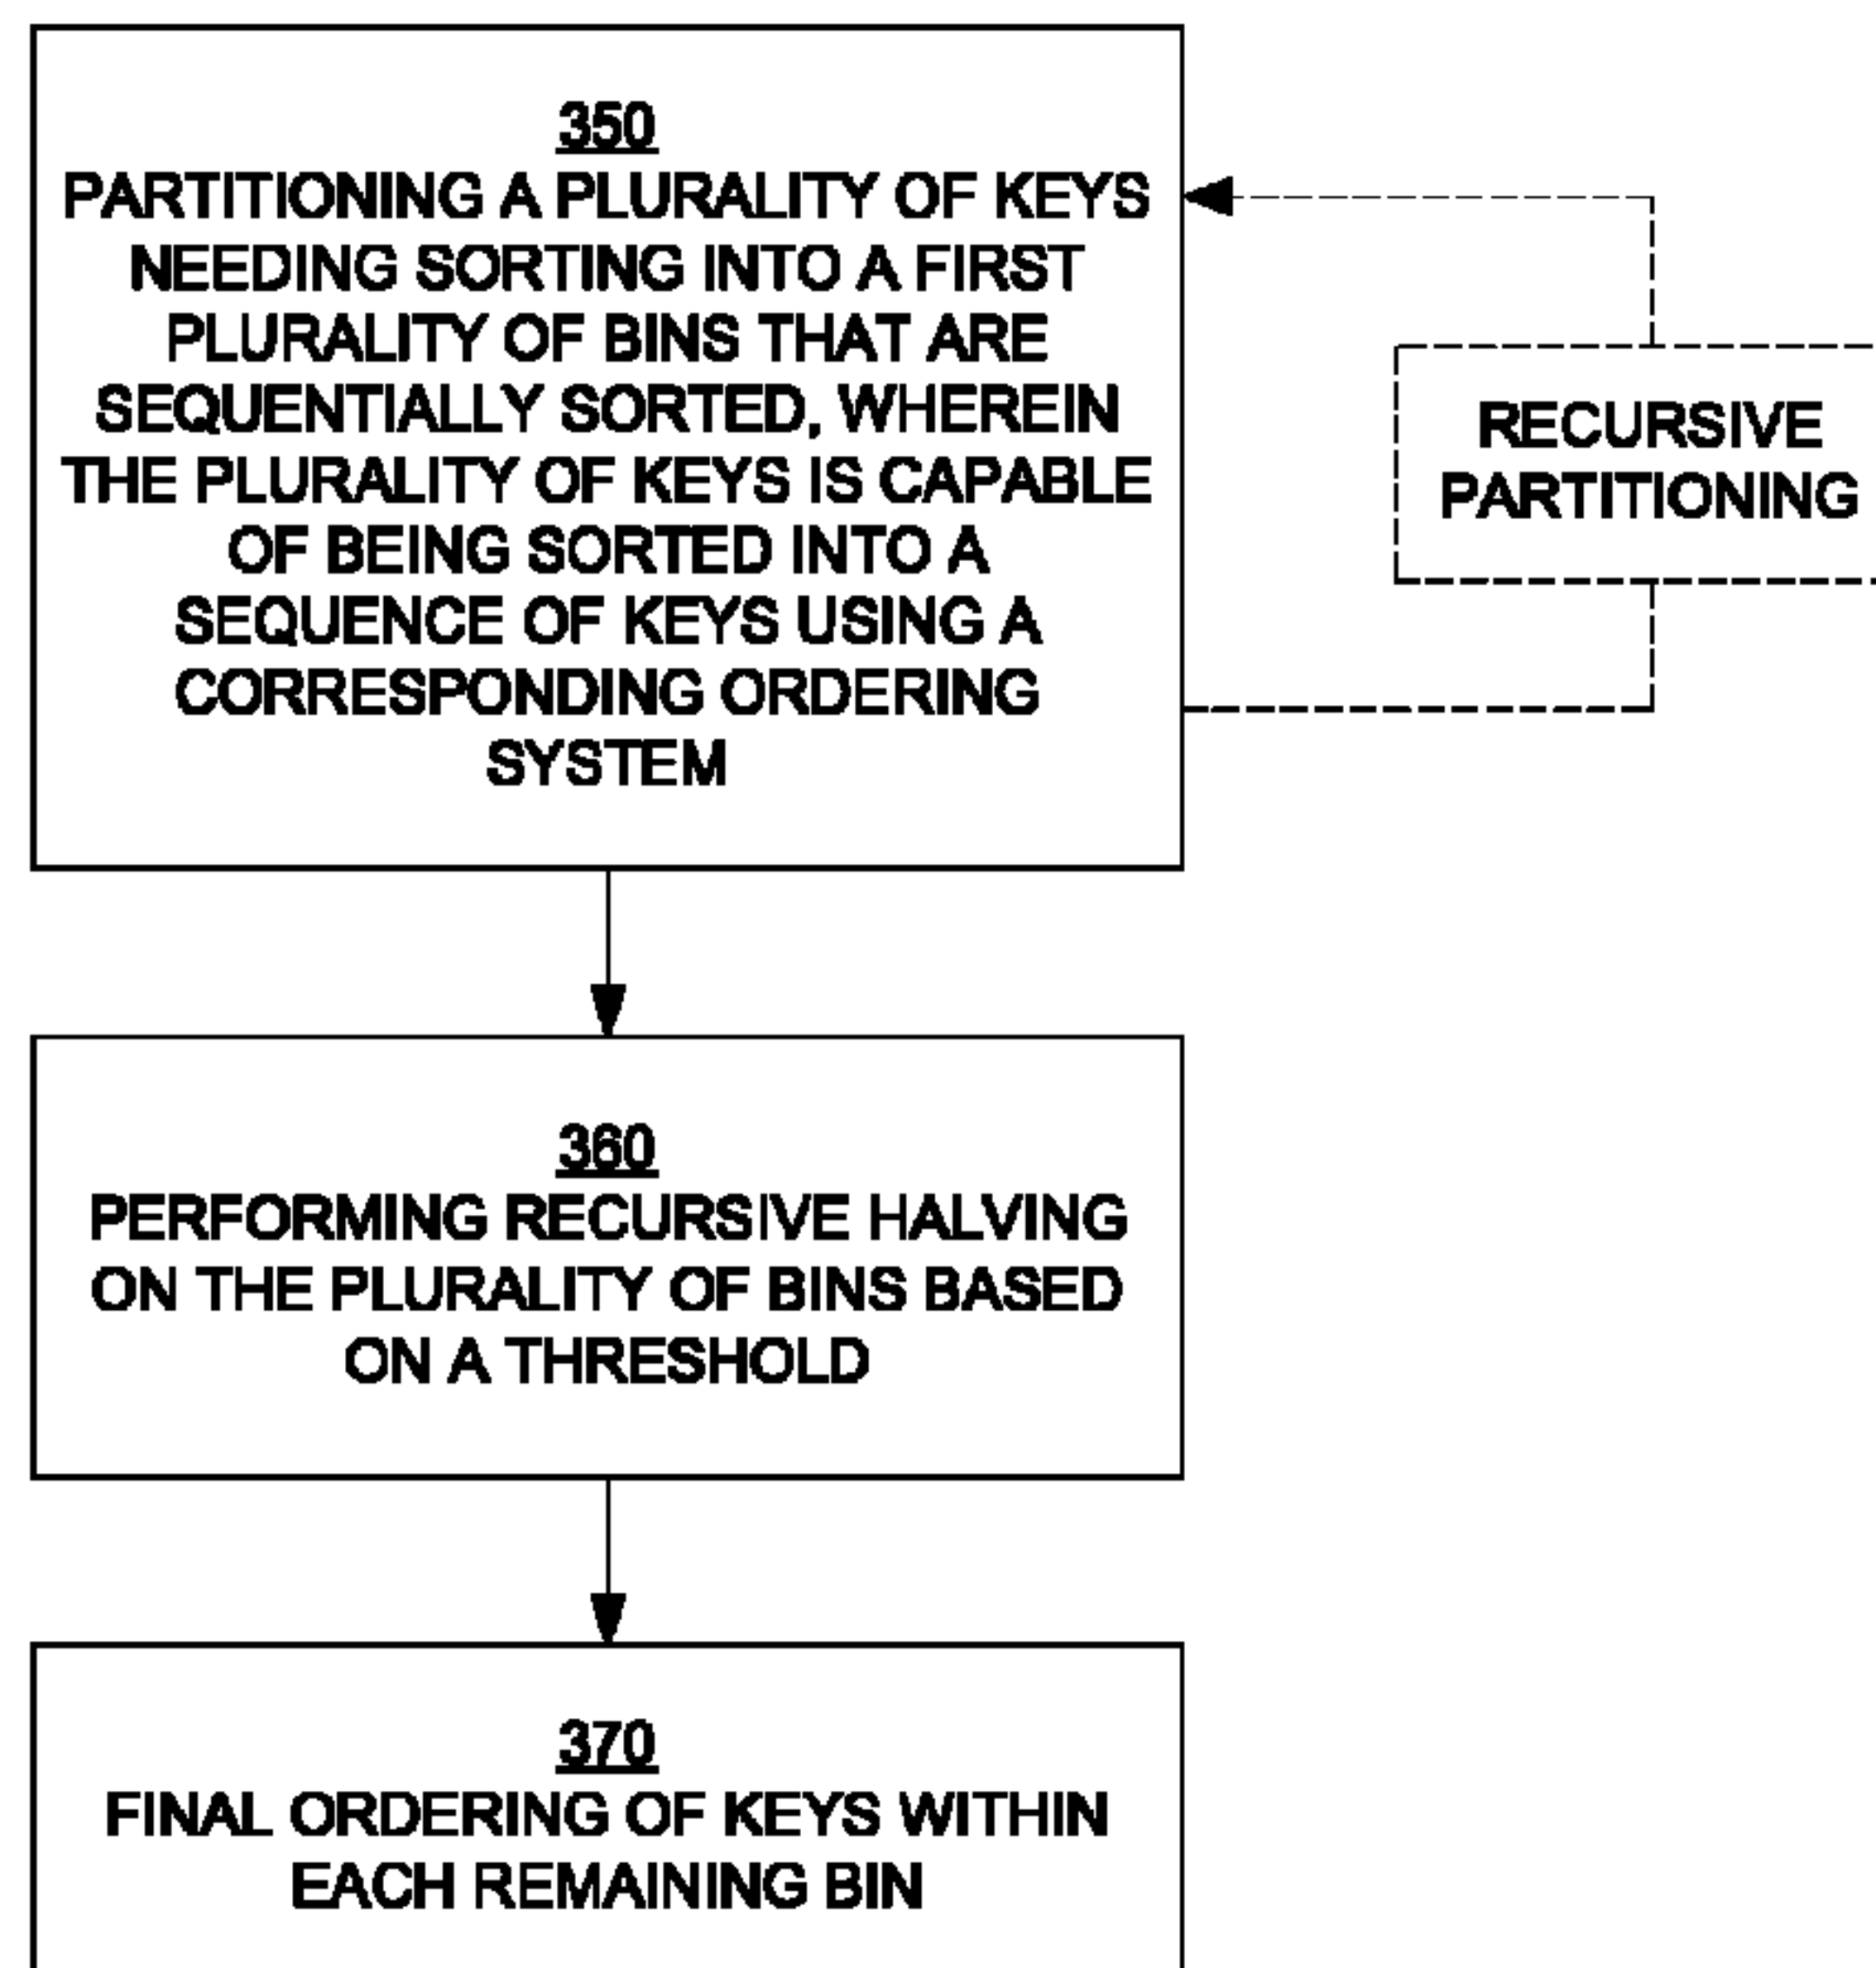 350
PARTITIONIING A PLURALITY OF KEYS
NEEDING SORTING INTO A FIRST
PLURALITY OF BINS THAT ARE
SEQUENTIALLY SORTED, WHEREIN
THE PLURALITY OF KEYS IS CAPABLE
OF BEING SORTED INTO A
SEQUENCE OF KEYS USING A
CORRESPONDING ORDERING
SYSTEM
RECURSIVE
PARTITIONING
360
PERFORMING RECURSIVE HALVING
ON THE PLURALITY OF BINS BASED
ON A THRESHOLD
370
FINAL ORDERING OF KEYS WITHIN
EACH REMAINING BIN